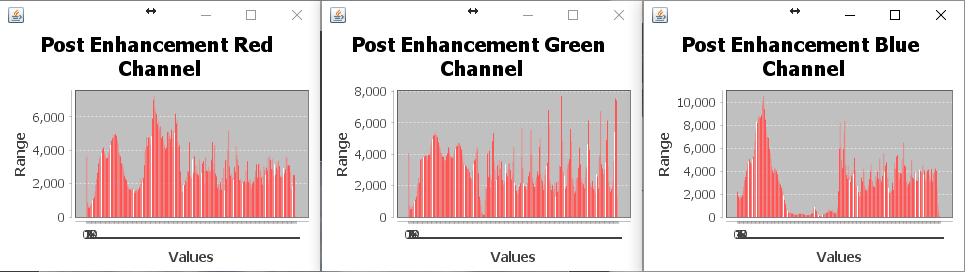 Post Enhancement Red
Channel
6,000
4,000
2,000
0
Range
Values
Post Enhancement Green
Channel
8,000
6,000
4,000
2,000
0
Range
Values
Post Enhancement Blue
Channel
10,000
8,000
6,000
4,000
2,000
0
Range
Values